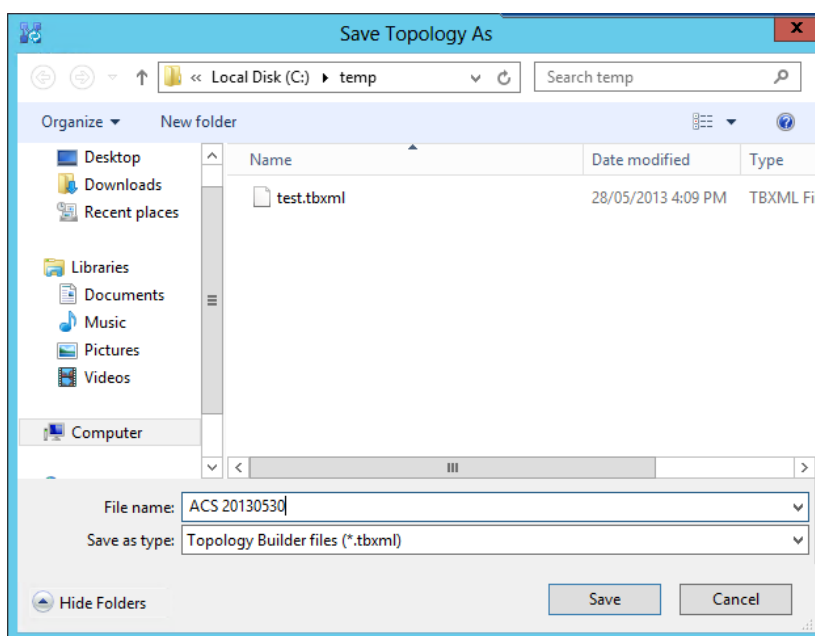 Save Topology As
x
« Local Disk (C:) temp
Search temp
Organize
New folder
Name
Date modified
Type
Desktop
Downloads
Recent places
test.tbxml
28/05/2013 4:09 PM
TBXML Fi
Libraries
Documents
Music
Pictures
Videos
Computer
File name: ACS 20130530
Save as type: Topology Builder files (*.tbxml)
Hide Folders
Save
Cancel